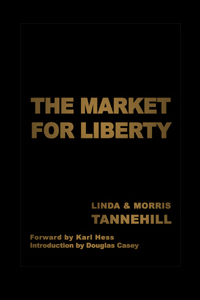 THE MARKET
FOR LIBERTY
LINDA & MORRIS
TANNEHILL
Forward by Karl Hess
Introduction by Douglas Casey